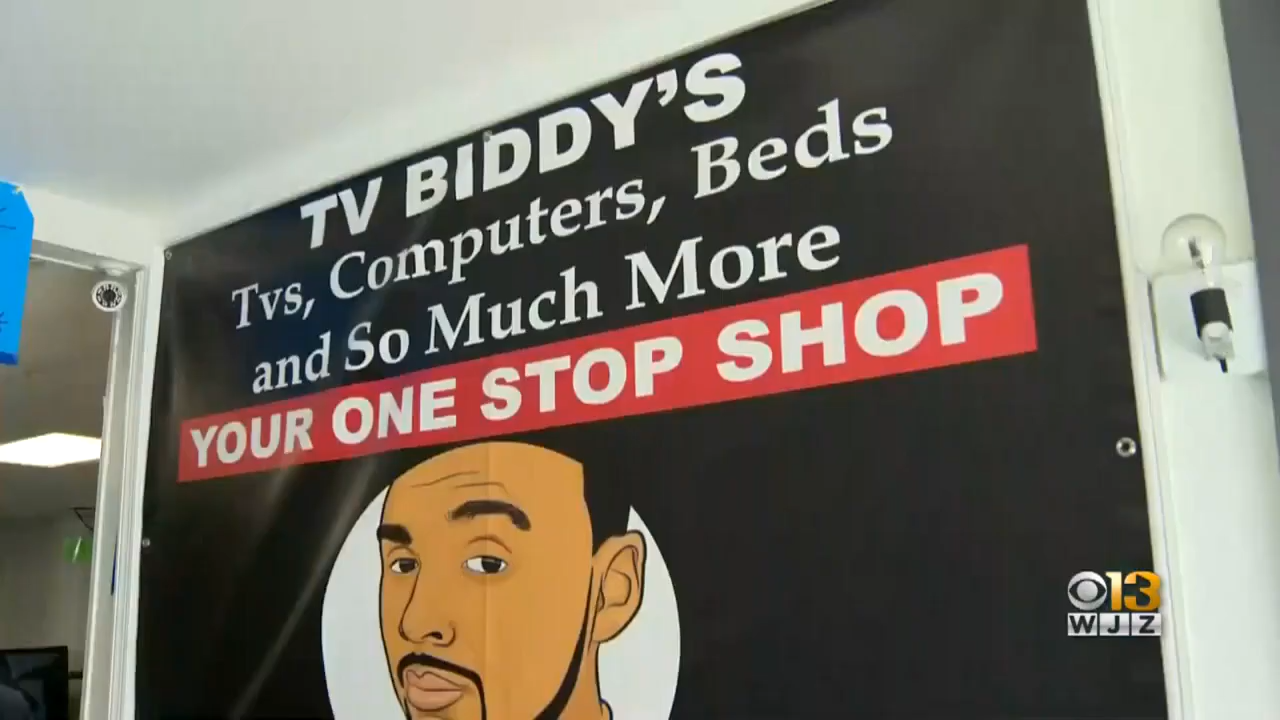 TV BIDDY'S
Tvs, Computers, Beds
and So Much More
YOUR ONE STOP SHOP
13
WJZ